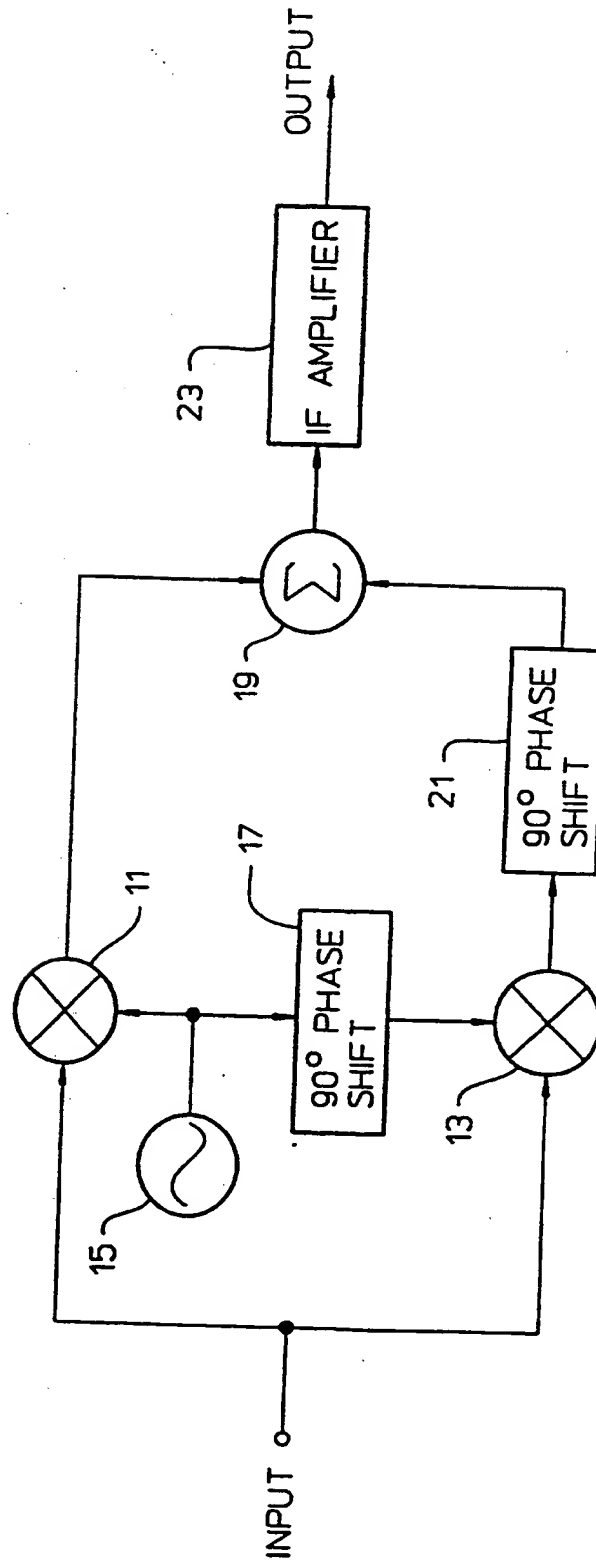 INPUT
15
11
17
90° PHASE
SHIFT
13
19
21
90° PHASE
SHIFT
Σ
23
IF AMPLIFIER
OUTPUT